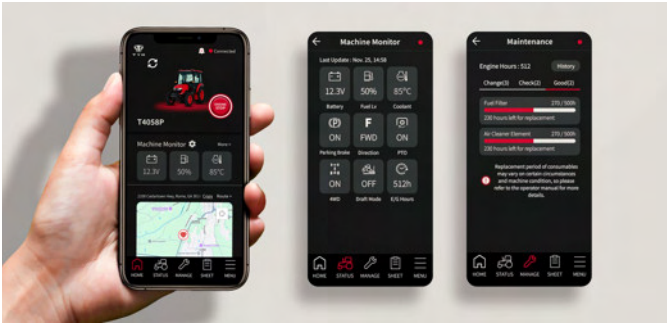 TYM
Connected
ENGINE
STOP
T4058P
Machine Monitor
More
12.3V
50%
85°C
Copy
Route
HOME
STATUS
MANAGE
SHEET
MENU
Machine Monitor
Last Update : Nov. 25, 14:58
12.3V
50%
85°C
Battery
Fuel Lv
Coolant
P
ON
F
FWD
ON
Parking Brake
Direction
PTO
ON
OFF
512h
4WD
Draft Mode
E/G Hours
HOME
STATUS
MANAGE
SHEET
MENU
Maintenance
Engine Hours : 512
History
Change(3)
Check(2)
Good(2)
Fuel Filter
270 / 500h
230 hours left for replacement
Air Cleaner Element
270 / 500h
230 hours left for replacement
Replacement period of consumables
may vary on certain circumstances
and machine condition, so please
refer to the operator manual for more
details.
HOME
STATUS
MANAGE
SHEET
MENU